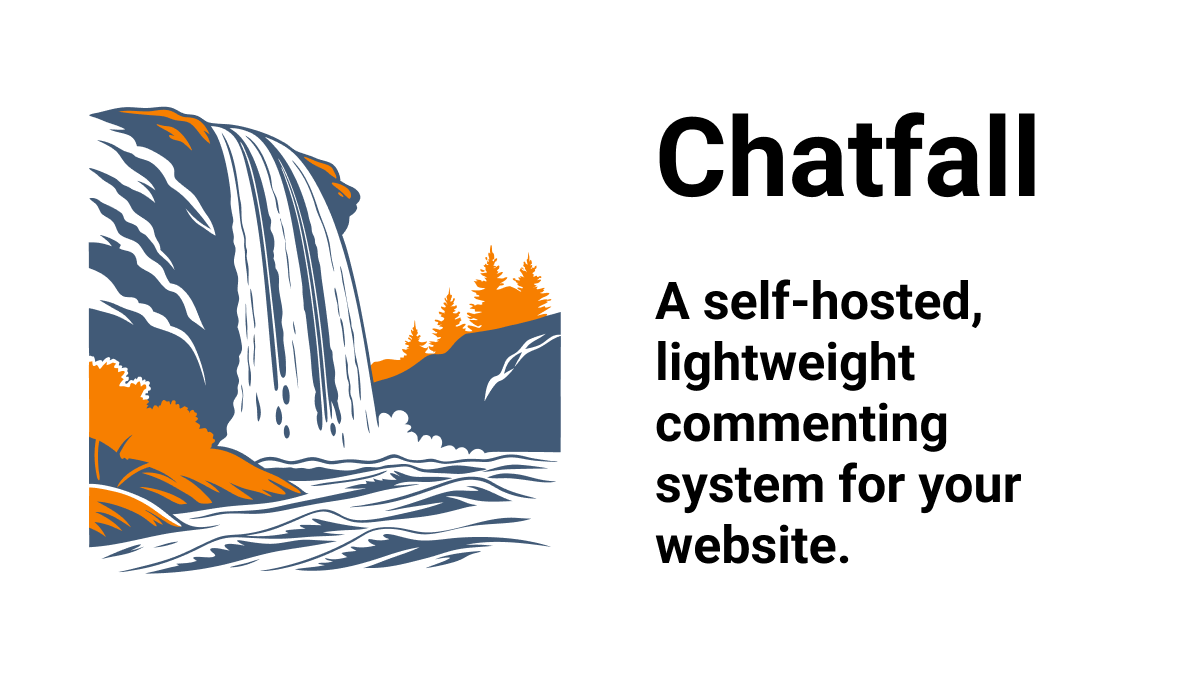 Chatfall
A self-hosted,
lightweight
commenting
system for your
website.